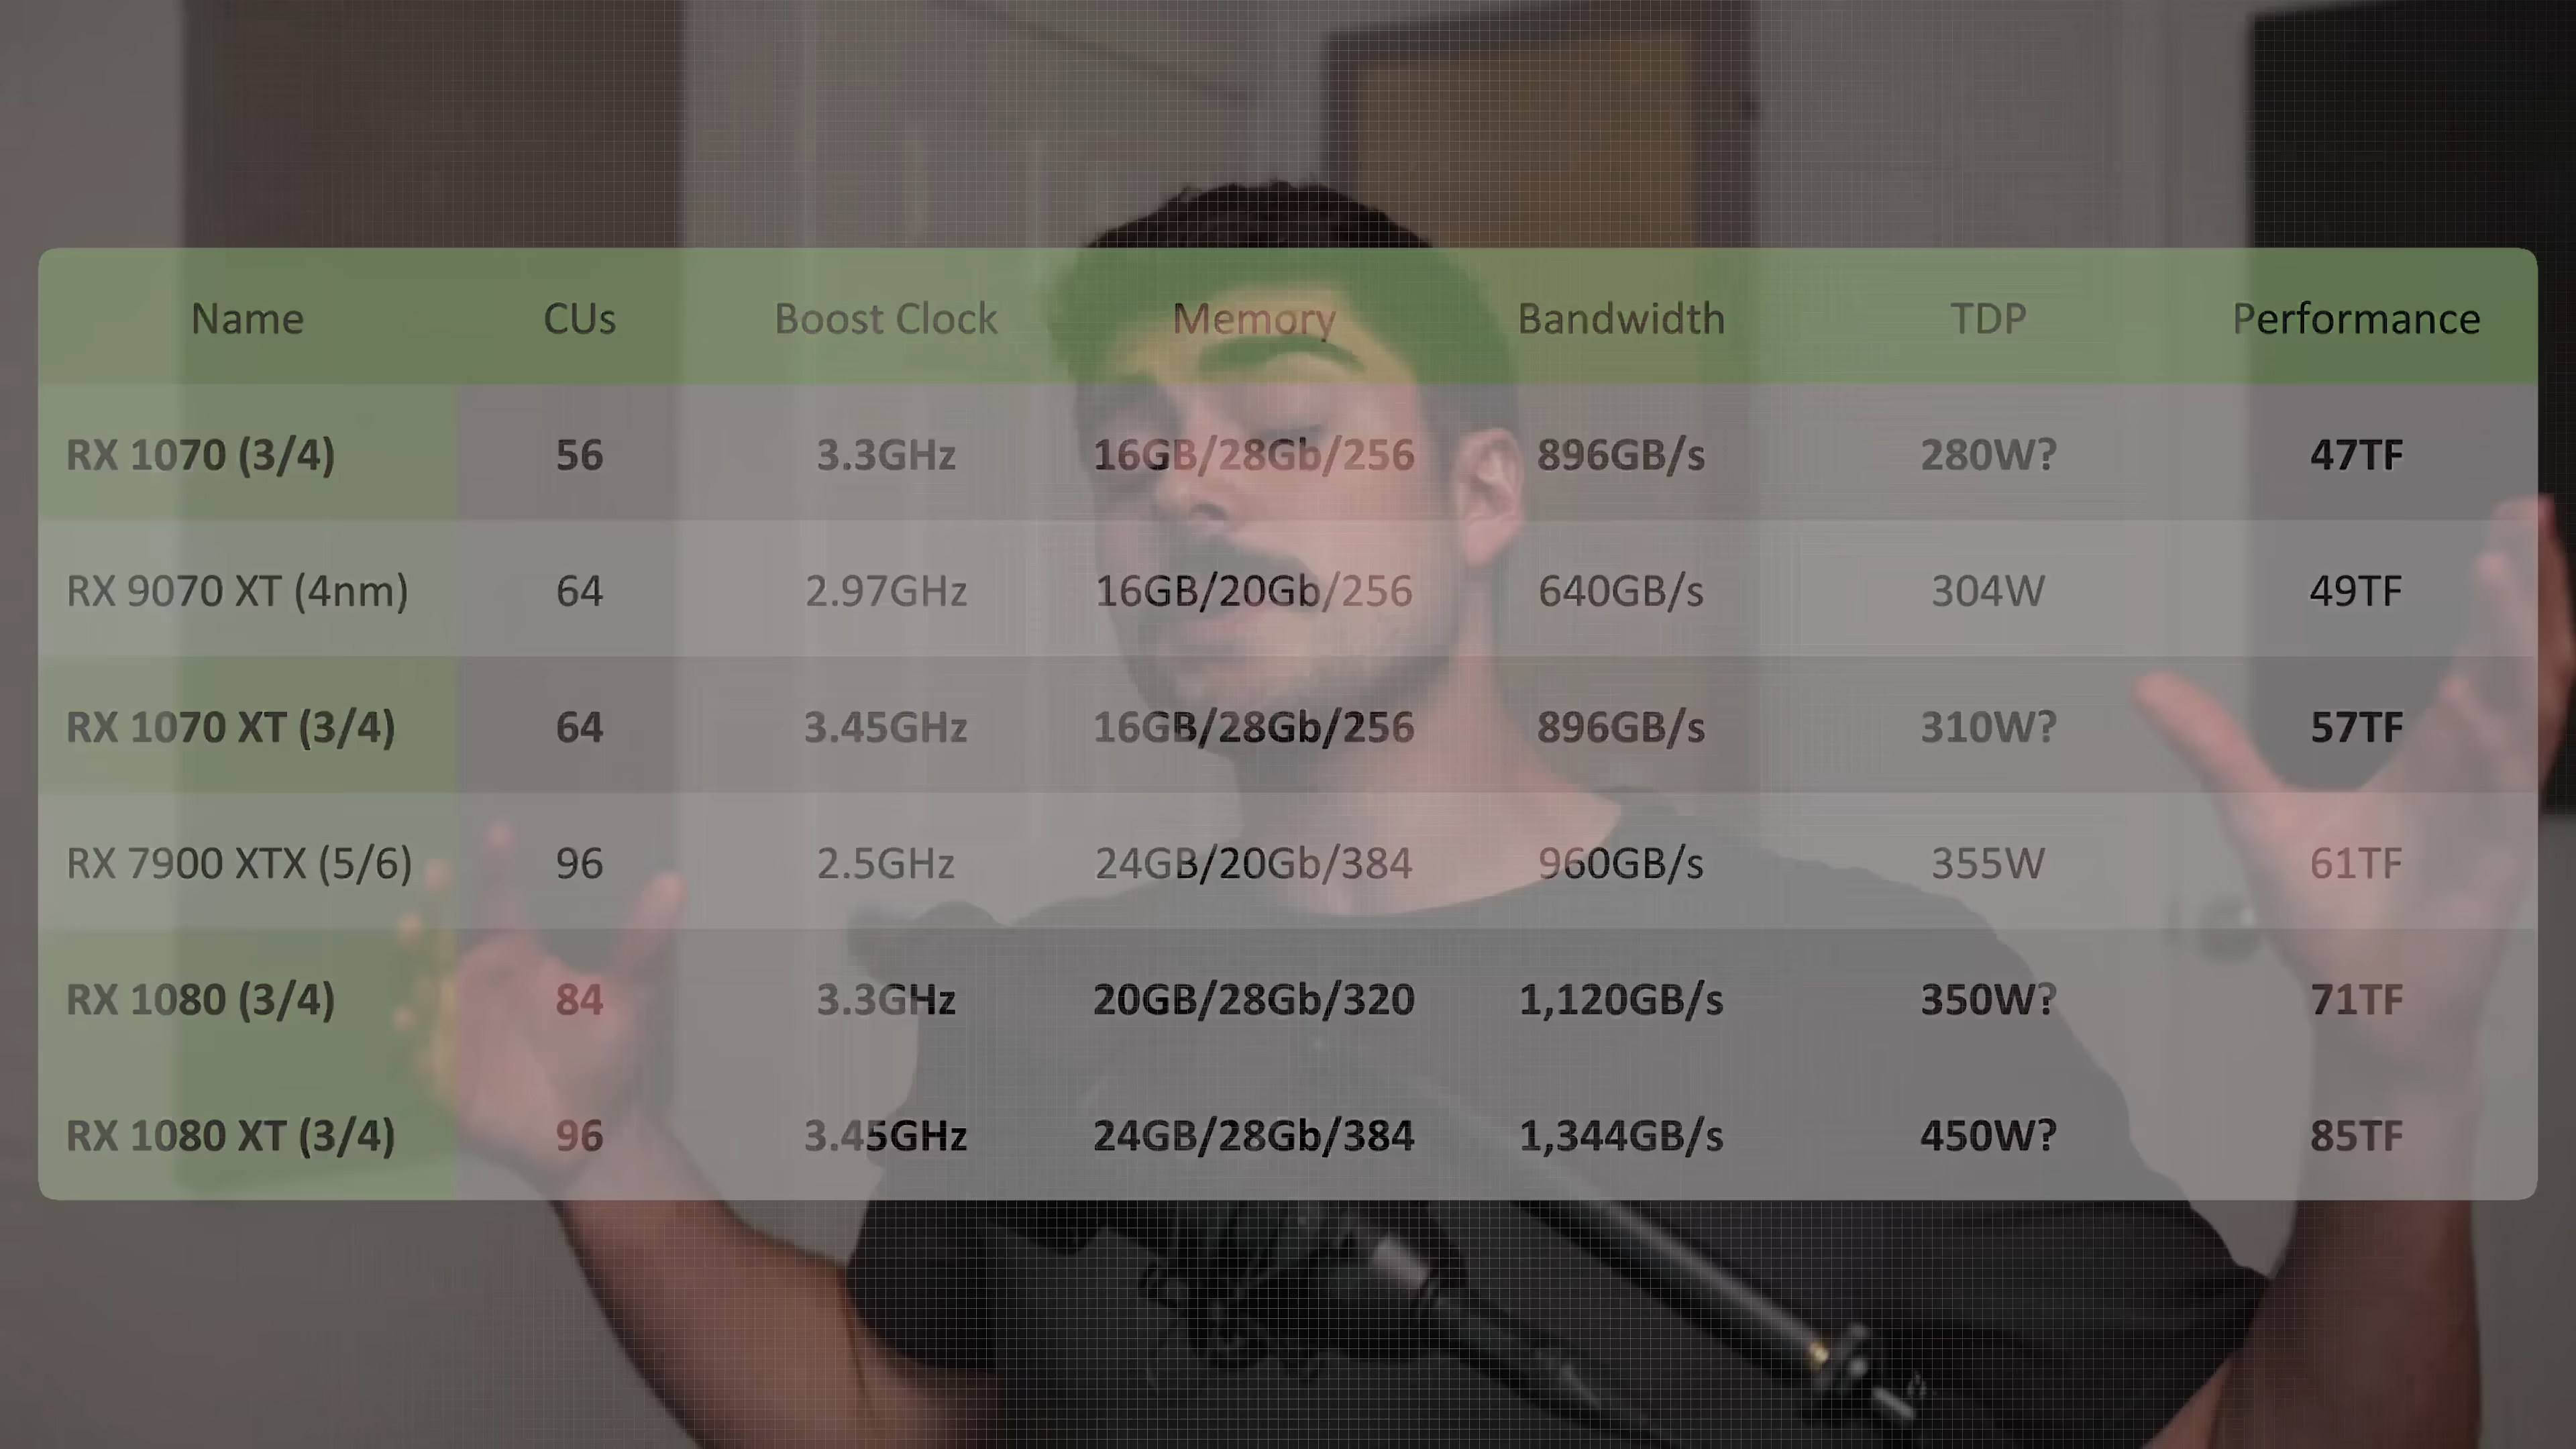 Name CUs Boost Clock Memory Bandwidth TDP Performance
RX 1070 (3/4) 56 3.3GHz 16GB/28Gb/256 896GB/s 280W? 47TF
RX 9070 XT (4nm) 64 2.97GHz 16GB/20Gb/256 640GB/s 304W 49TF
RX 1070 XT (3/4) 64 3.45GHz 16GB/28Gb/256 896GB/s 310W? 57TF
RX 7900 XTX (5/6) 96 2.5GHz 24GB/20Gb/384 960GB/s 355W 61TF
RX 1080 (3/4) 84 3.3GHz 20GB/28Gb/320 1,120GB/s 350W? 71TF
RX 1080 XT (3/4) 96 3.45GHz 24GB/28Gb/384 1,344GB/s 450W? 85TF